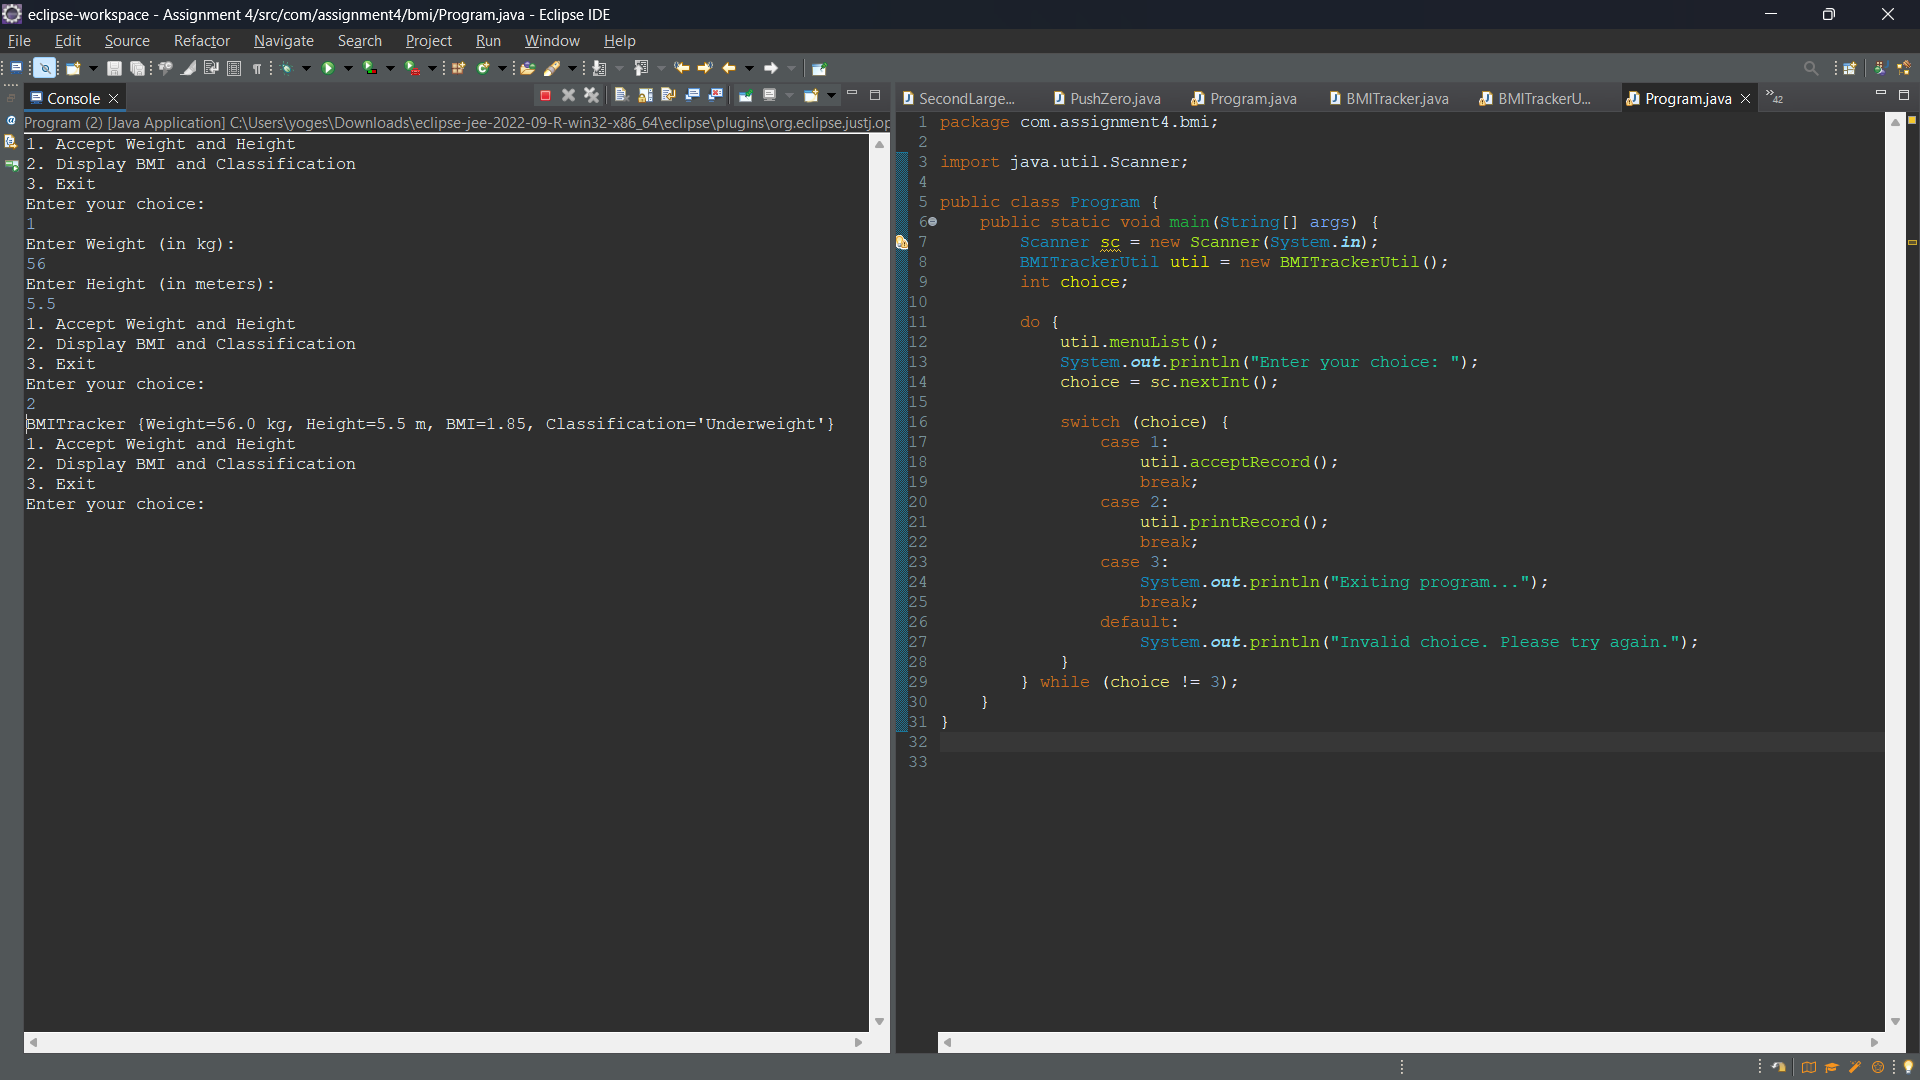 eclipse-workspace - Assignment 4/src/com/assignment4/bmi/Program.java - Eclipse IDE
File Edit Source Refactor Navigate Search Project Run Window Help
Console
Program (2) [Java Application] C:\Users\yoges\Downloads\eclipse-jee-2022-09-R-win32-x86_64\eclipse\plugins\org.eclipse.justj.op
1. Accept Weight and Height
2. Display BMI and Classification
3. Exit
Enter your choice:
1
Enter Weight (in kg):
56
Enter Height (in meters):
5.5
1. Accept Weight and Height
2. Display BMI and Classification
3. Exit
Enter your choice:
2
BMITracker {Weight=56.0 kg, Height=5.5 m, BMI=1.85, Classification='Underweight'}
1. Accept Weight and Height
2. Display BMI and Classification
3. Exit
Enter your choice:
SecondLarge... PushZero.java Program.java BMITracker.java BMITrackerU... Program.java »42
1 package com.assignment4.bmi;
2
3 import java.util.Scanner;
4
5 public class Program {
6 public static void main(String[] args) {
7 Scanner sc = new Scanner(System.in);
8 BMITrackerUtil util = new BMITrackerUtil();
9 int choice;
10
11 do {
12 util.menuList();
13 System.out.println("Enter your choice: ");
14 choice = sc.nextInt();
15
16 switch (choice) {
17 case 1:
18 util.acceptRecord();
19 break;
20 case 2:
21 util.printRecord();
22 break;
23 case 3:
24 System.out.println("Exiting program...");
25 break;
26 default:
27 System.out.println("Invalid choice. Please try again.");
28 }
29 } while (choice != 3);
30 }
31 }
32
33